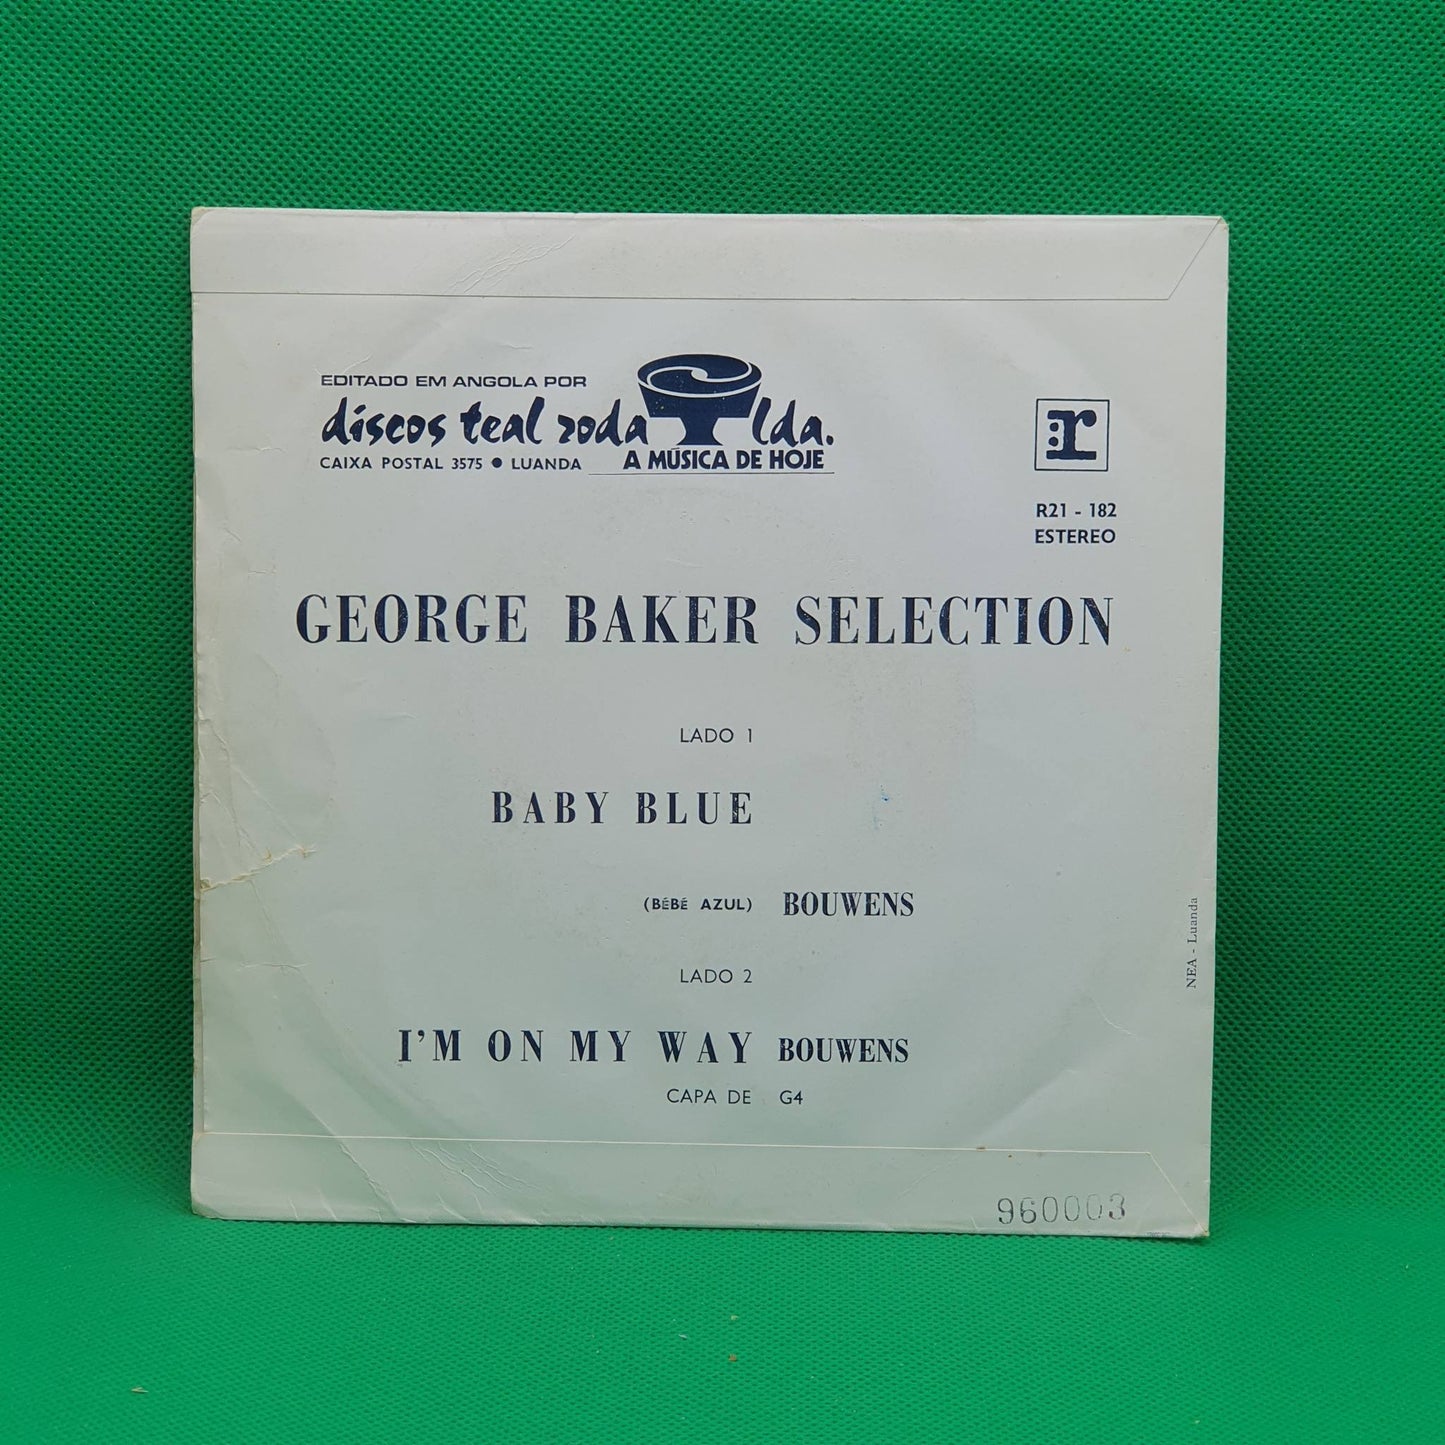 EDITADO EM ANGOLA POR
discos teal roda lda.
CAIXA POSTAL 3575 ● LUANDA A MÚSICA DE HOJE
:r
R21 - 182
ESTEREO
GEORGE BAKER SELECTION
LADO 1
BABY BLUE
(BÉBÉ AZUL) BOUWENS
LADO 2
I'M ON MY WAY BOUWENS
CAPA DE G4
NEA - Luanda
960003